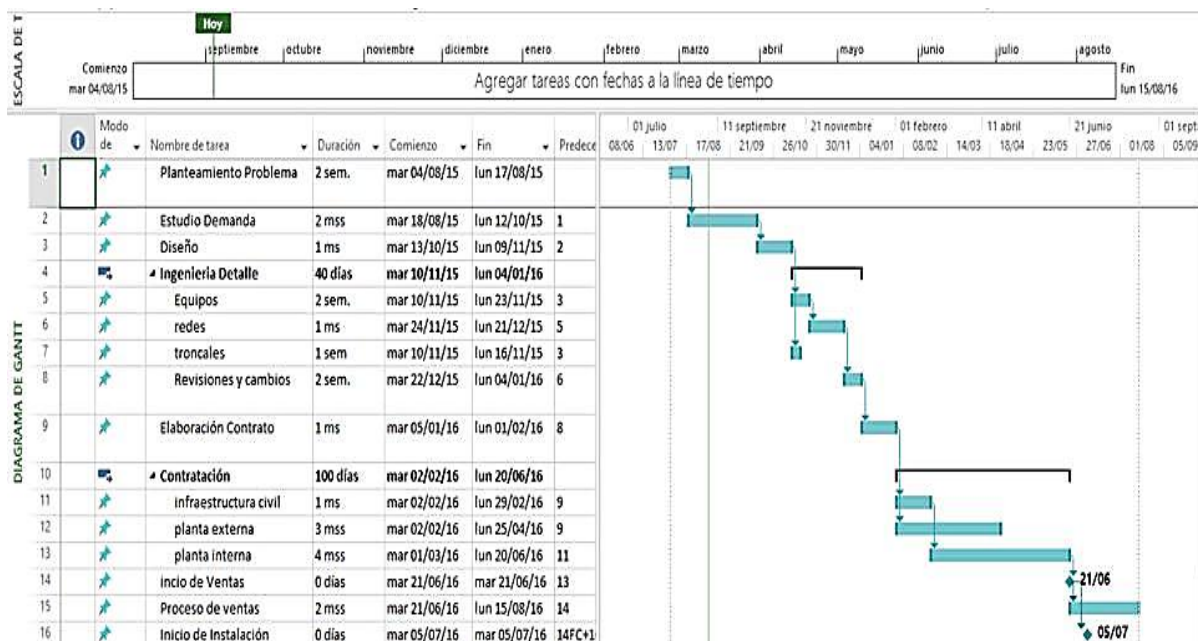 ESCALA DE T
Hoy
septiembre octubre noviembre diciembre enero febrero marzo abril mayo junio julio agosto
Comienzo
mar 04/08/15
Agregar tareas con fechas a la línea de tiempo
Fin
lun 15/08/16
DIAGRAMA DE GANTT
Modo de Nombre de tarea Duración Comienzo Fin Predece
01 julio 11 septiembre 21 noviembre 01 febrero 11 abril 21 junio 01 sept
08/06 13/07 17/08 21/09 26/10 30/11 04/01 08/02 14/03 18/04 23/05 27/06 01/08 05/09
1 Planteamiento Problema 2 sem. mar 04/08/15 lun 17/08/15
2 Estudio Demanda 2 mss mar 18/08/15 lun 12/10/15 1
3 Diseño 1 ms mar 13/10/15 lun 09/11/15 2
4 Ingenieria Detalle 40 días mar 10/11/15 lun 04/01/16
5 Equipos 2 sem. mar 10/11/15 lun 23/11/15 3
6 redes 1 ms mar 24/11/15 lun 21/12/15 5
7 troncales 1 sem mar 10/11/15 lun 16/11/15 3
8 Revisiones y cambios 2 sem. mar 22/12/15 lun 04/01/16 6
9 Elaboración Contrato 1 ms mar 05/01/16 lun 01/02/16 8
10 Contratación 100 días mar 02/02/16 lun 20/06/16
11 infraestructura civil 1 ms mar 02/02/16 lun 29/02/16 9
12 planta externa 3 mss mar 02/02/16 lun 25/04/16 9
13 planta interna 4 mss mar 01/03/16 lun 20/06/16 11
14 incio de Ventas 0 días mar 21/06/16 mar 21/06/16 13 21/06
15 Proceso de ventas 2 mss mar 21/06/16 lun 15/08/16 14
16 Inicio de Instalación 0 días mar 05/07/16 mar 05/07/16 14FC+1 05/07